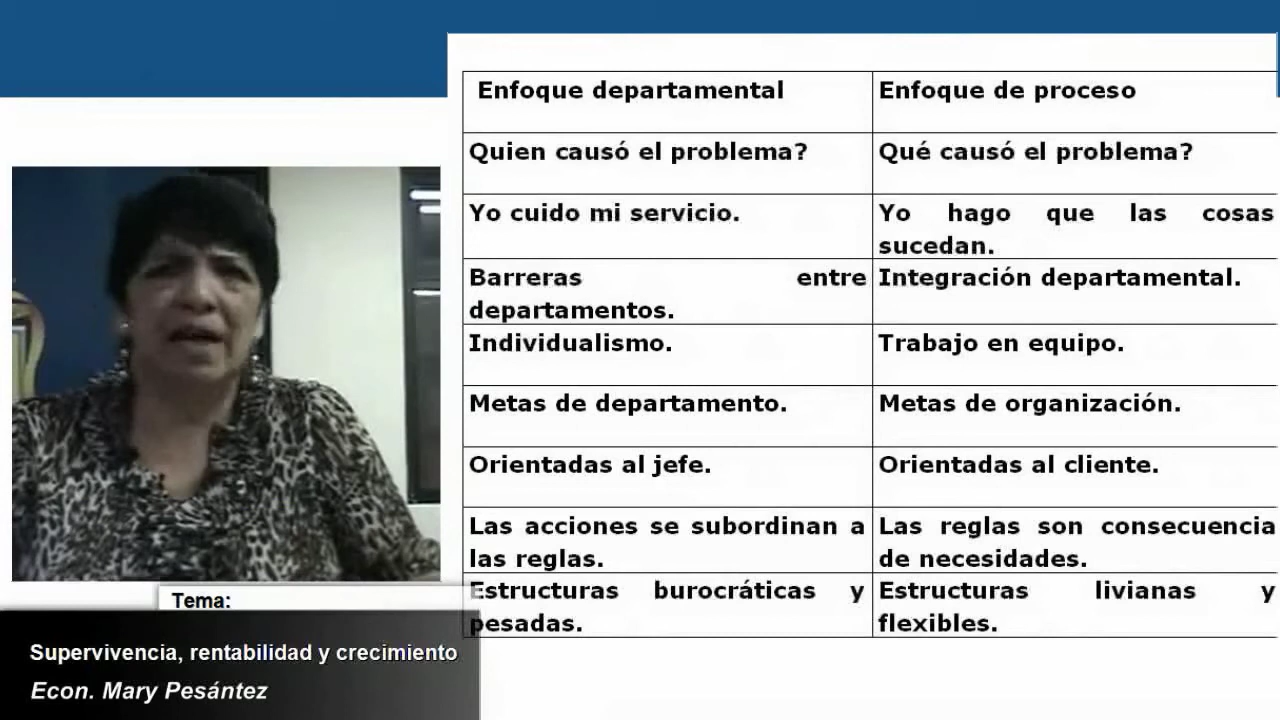 Enfoque departamental
Enfoque de proceso
Quien causó el problema?
Qué causó el problema?
Yo cuido mi servicio.
Yo hago que las cosas
sucedan.
Barreras entre
departamentos.
Integración departamental.
Individualismo.
Trabajo en equipo.
Metas de departamento.
Metas de organización.
Orientadas al jefe.
Orientadas al cliente.
Las acciones se subordinan a
las reglas.
Las reglas son consecuencia
de necesidades.
Estructuras burocráticas y
pesadas.
Estructuras livianas y
flexibles.
Tema:
Supervivencia, rentabilidad y crecimiento
Econ. Mary Pesántez